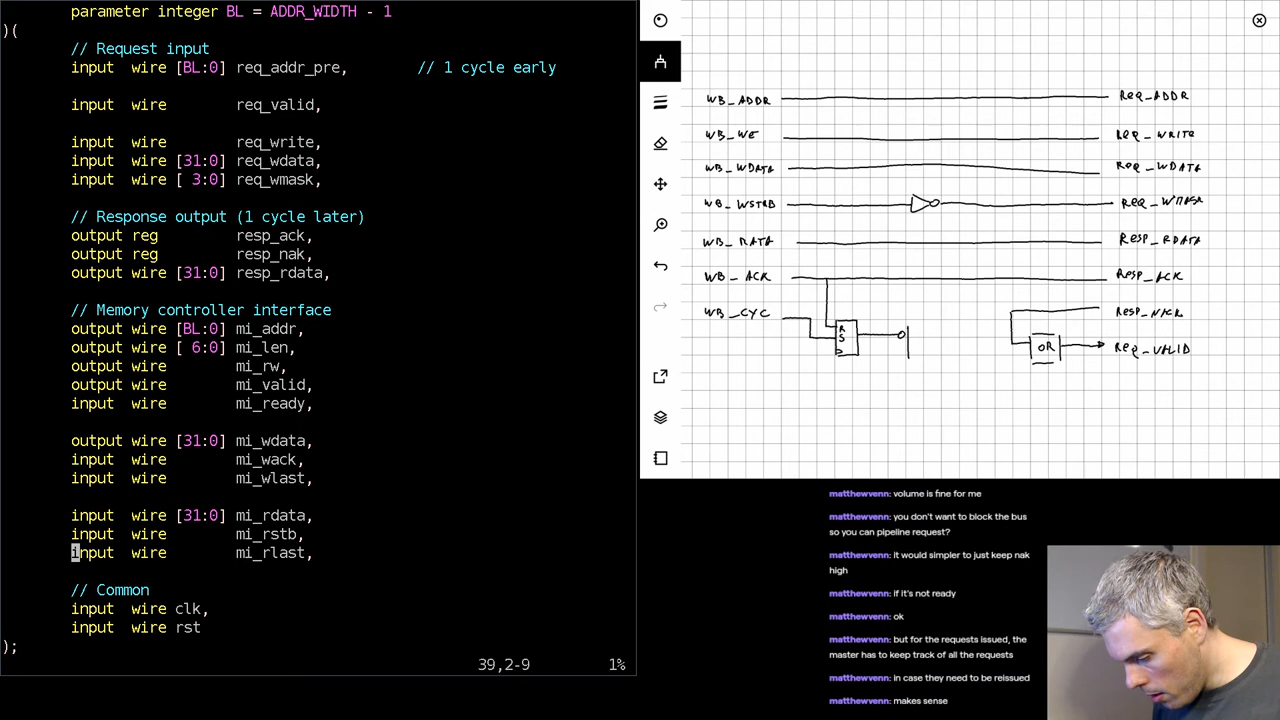 parameter integer BL = ADDR_WIDTH - 1
)(
// Request input
input wire [BL:0] req_addr_pre, // 1 cycle early
input wire req_valid,
input wire req_write,
input wire [31:0] req_wdata,
input wire [ 3:0] req_wmask,
// Response output (1 cycle later)
output reg resp_ack,
output reg resp_nak,
output wire [31:0] resp_rdata,
// Memory controller interface
output wire [BL:0] mi_addr,
output wire [ 6:0] mi_len,
output wire mi_rw,
output wire mi_valid,
input wire mi_ready,
output wire [31:0] mi_wdata,
input wire mi_wack,
input wire mi_wlast,
input wire [31:0] mi_rdata,
input wire mi_rstb,
input wire mi_rlast,
// Common
input wire clk,
input wire rst
);
39,2-9 1%
WB_ADDR REQ_ADDR
WB_WE REQ_WRITE
WB_WDATA REQ_WDATA
WB_WSTRB REQ_WMASK
WB_RATA RESP_RDATA
WB_ACK RESP_ACK
WB_CYC RESP_NACK
R
S
OR REQ_VALID
matthewvenn: volume is fine for me
matthewvenn: you don't want to block the bus
so you can pipeline request?
matthewvenn: it would simpler to just keep nak
high
matthewvenn: if it's not ready
matthewvenn: ok
matthewvenn: but for the requests issued, the
master has to keep track of all the requests
matthewvenn: in case they need to be reissued
matthewvenn: makes sense